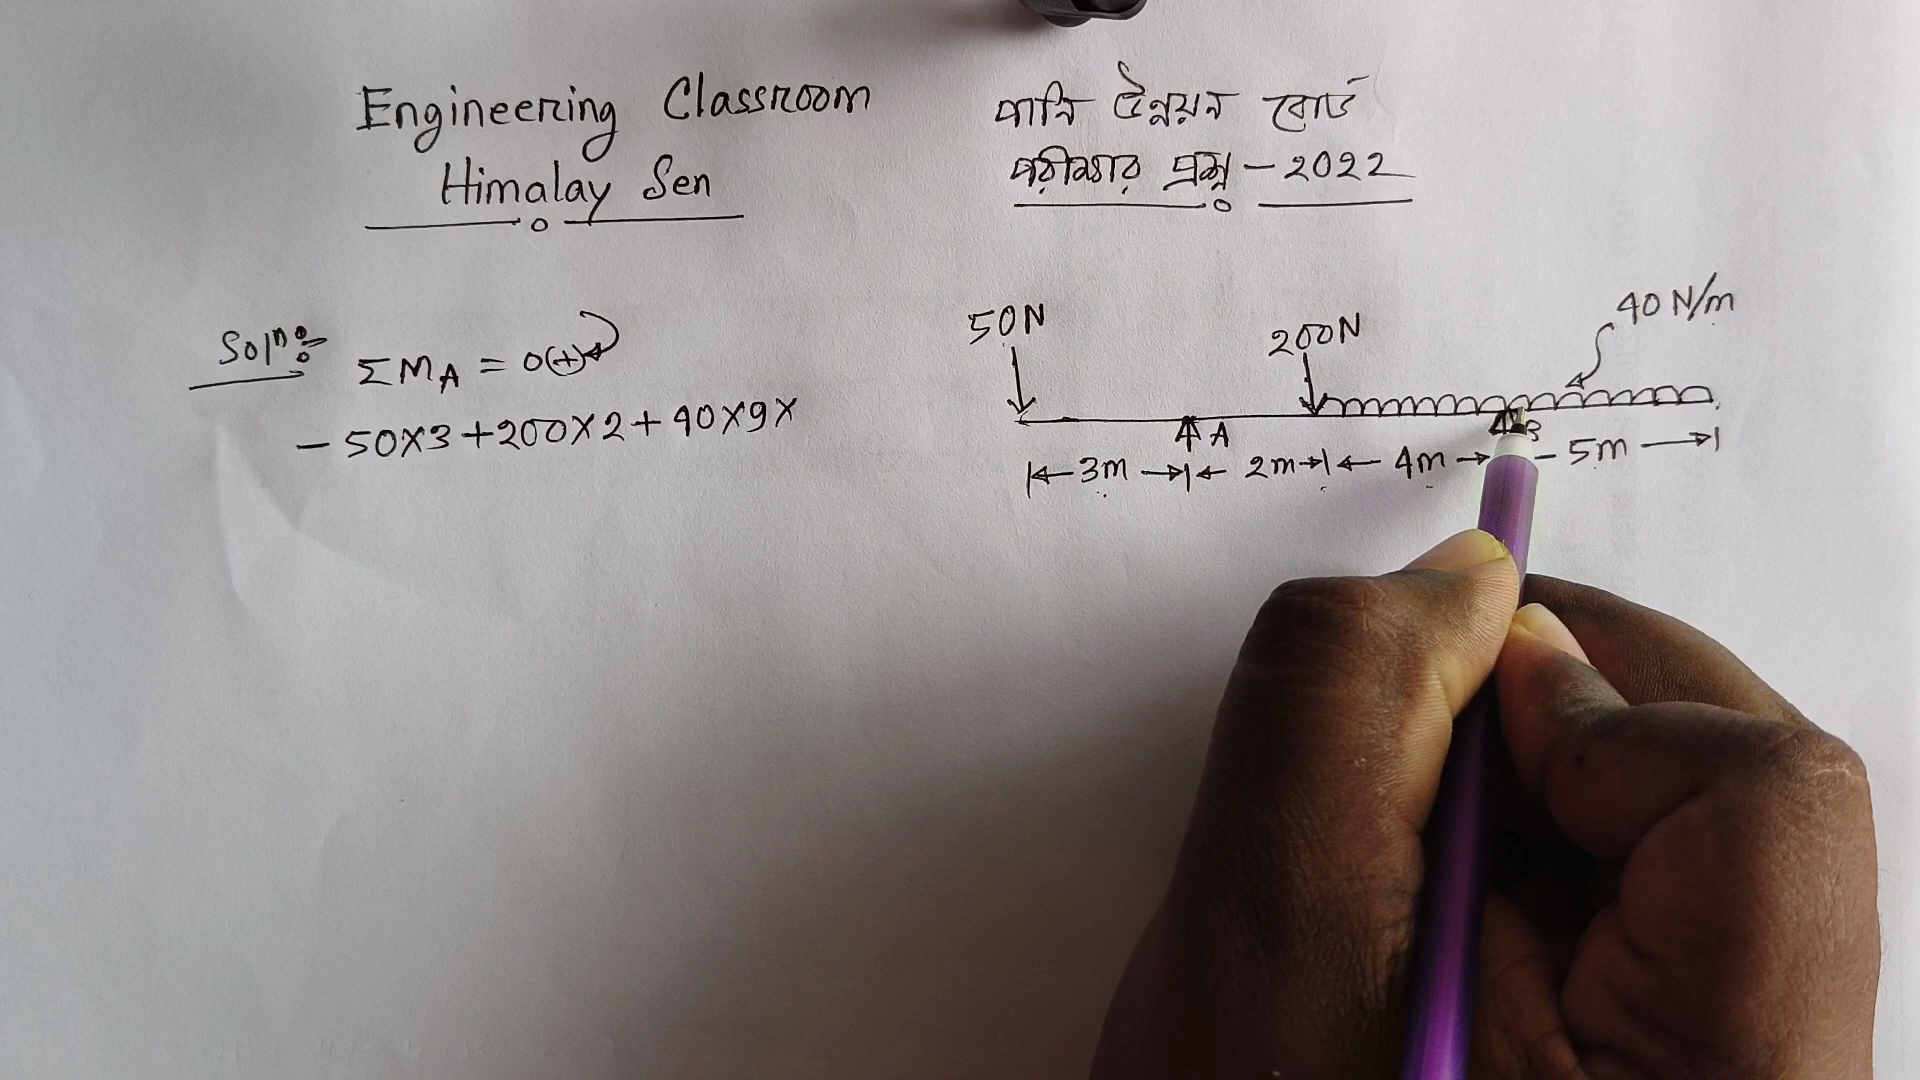 Engineering Classroom
Himalay Sen
পানি উন্নয়ন বোর্ড
পরীক্ষার প্রশ্ন - 2022
Soln:
ΣM_A = 0(+)
- 50×3+200×2+40×9×
50N
200N
40 N/m
A
B
3m
2m
4m
5m